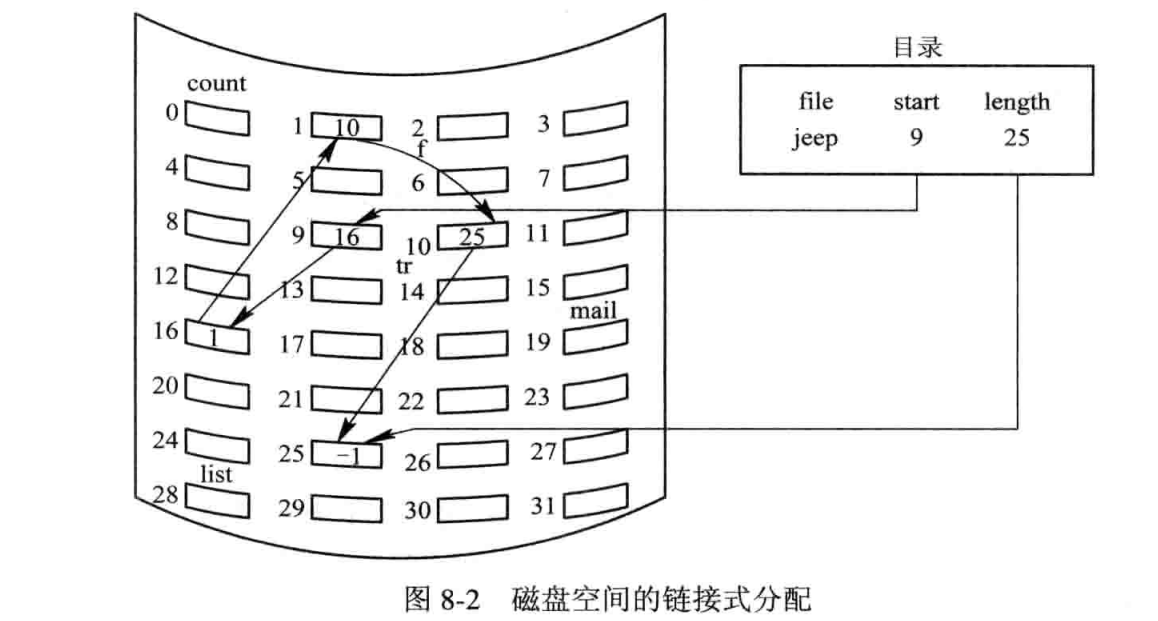 目录
file start length
jeep 9 25
count
0 1 10 2 3
f
4 5 6 7
8 9 16 10 25 11
tr
12 13 14 15
mail
16 1 17 18 19
20 21 22 23
24 25 -1 26 27
list
28 29 30 31
图 8-2 磁盘空间的链接式分配